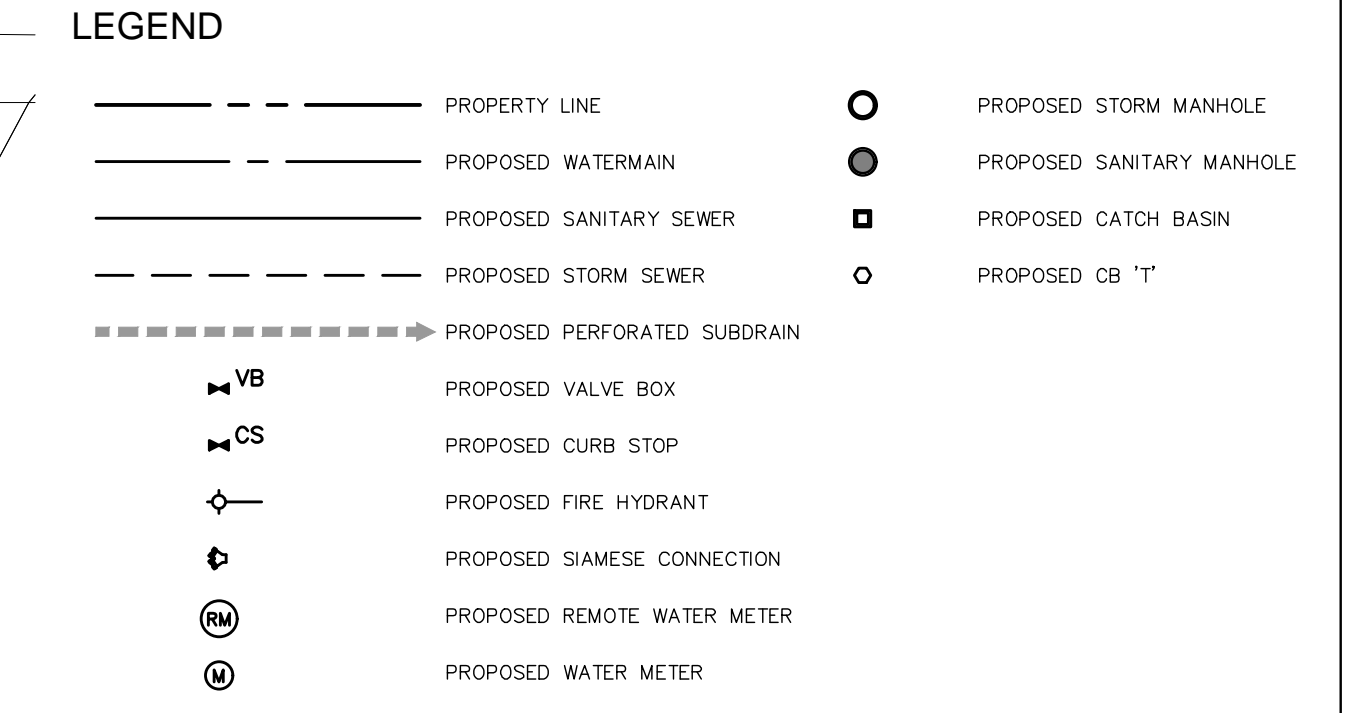 LEGEND
PROPERTY LINE
PROPOSED WATERMAIN
PROPOSED SANITARY SEWER
PROPOSED STORM SEWER
PROPOSED PERFORATED SUBDRAIN
VB PROPOSED VALVE BOX
CS PROPOSED CURB STOP
PROPOSED FIRE HYDRANT
PROPOSED SIAMESE CONNECTION
RM PROPOSED REMOTE WATER METER
M PROPOSED WATER METER
PROPOSED STORM MANHOLE
PROPOSED SANITARY MANHOLE
PROPOSED CATCH BASIN
PROPOSED CB 'T'